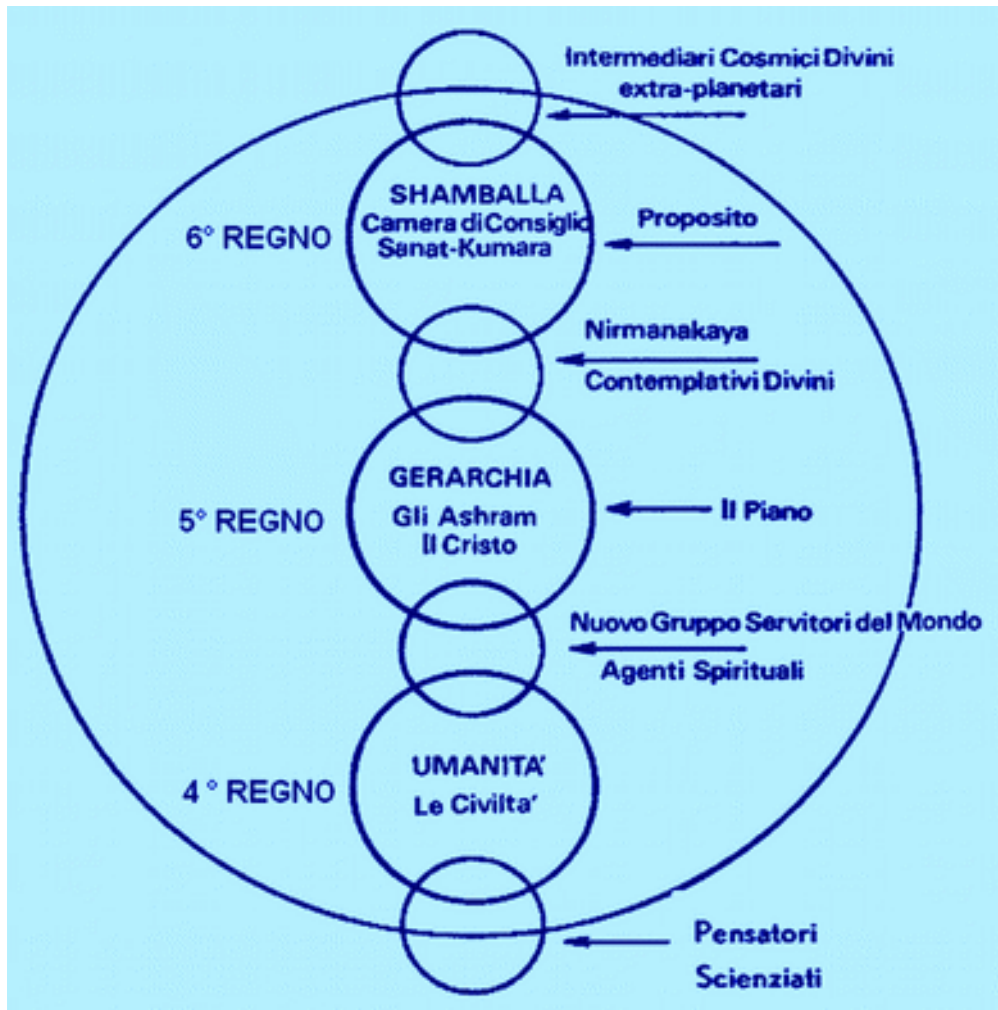 Intermediari Cosmici Divini
extra-planetari
SHAMBALLA
Camera di Consiglio
Sanat-Kumara
6° REGNO
Proposito
Nirmanakaya
Contemplativi Divini
GERARCHIA
Gli Ashram
Il Cristo
5° REGNO
Il Piano
Nuovo Gruppo Servitori del Mondo
Agenti Spirituali
UMANITA'
Le Civilta'
4° REGNO
Pensatori
Scienziati